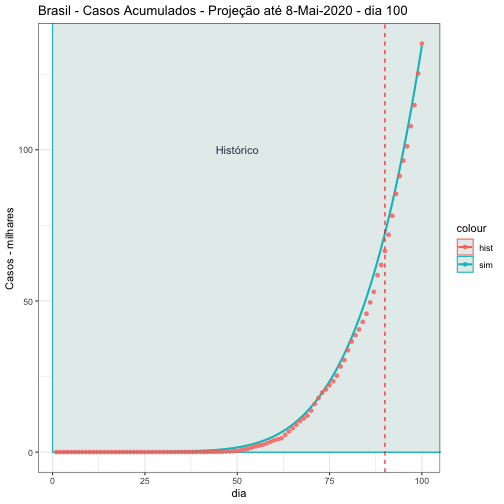 Brasil - Casos Acumulados - Projeção até 8-Mai-2020 - dia 100
Casos - milhares
100
50
0
Histórico
0
25
50
75
100
dia
colour
hist
sim